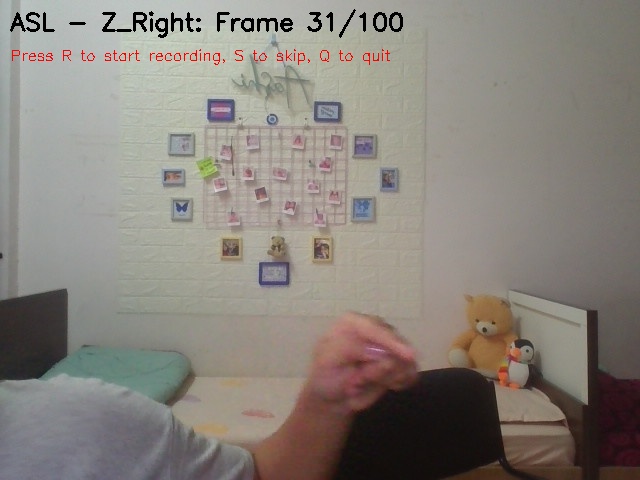 ASL - Z_Right: Frame 31/100
Press R to start recording, S to skip, Q to quit